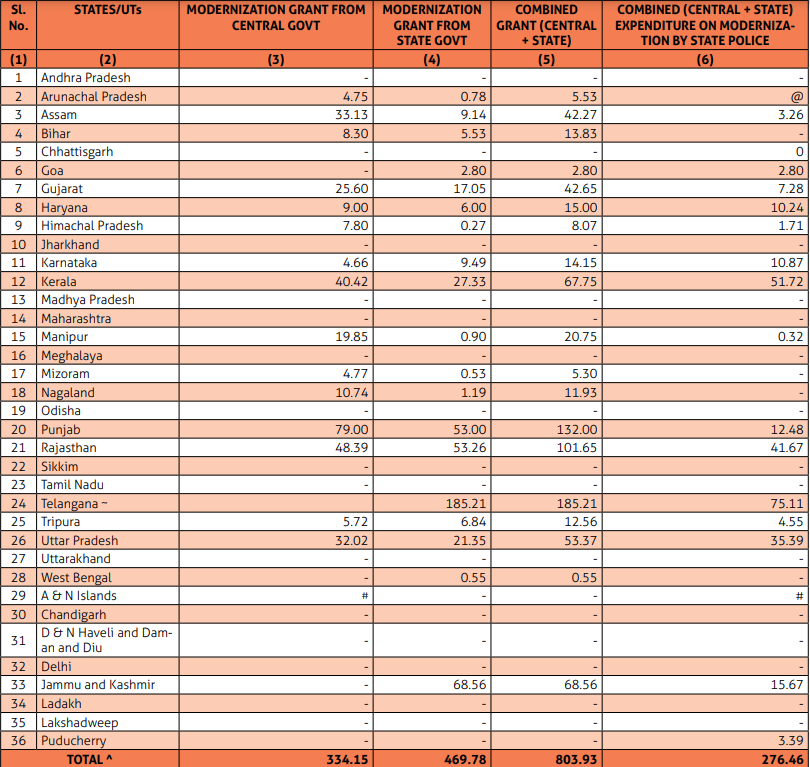 Sl. No. | STATES/UTs | MODERNIZATION GRANT FROM CENTRAL GOVT | MODERNIZATION GRANT FROM STATE GOVT | COMBINED GRANT (CENTRAL + STATE) | COMBINED (CENTRAL + STATE) EXPENDITURE ON MODERNIZA-TION BY STATE POLICE
(1) | (2) | (3) | (4) | (5) | (6)
1 | Andhra Pradesh | - | - | - | -
2 | Arunachal Pradesh | 4.75 | 0.78 | 5.53 | @
3 | Assam | 33.13 | 9.14 | 42.27 | 3.26
4 | Bihar | 8.30 | 5.53 | 13.83 | -
5 | Chhattisgarh | - | - | - | 0
6 | Goa | - | 2.80 | 2.80 | 2.80
7 | Gujarat | 25.60 | 17.05 | 42.65 | 7.28
8 | Haryana | 9.00 | 6.00 | 15.00 | 10.24
9 | Himachal Pradesh | 7.80 | 0.27 | 8.07 | 1.71
10 | Jharkhand | - | - | - | -
11 | Karnataka | 4.66 | 9.49 | 14.15 | 10.87
12 | Kerala | 40.42 | 27.33 | 67.75 | 51.72
13 | Madhya Pradesh | - | - | - | -
14 | Maharashtra | - | - | - | -
15 | Manipur | 19.85 | 0.90 | 20.75 | 0.32
16 | Meghalaya | - | - | - | -
17 | Mizoram | 4.77 | 0.53 | 5.30 | -
18 | Nagaland | 10.74 | 1.19 | 11.93 | -
19 | Odisha | - | - | - | -
20 | Punjab | 79.00 | 53.00 | 132.00 | 12.48
21 | Rajasthan | 48.39 | 53.26 | 101.65 | 41.67
22 | Sikkim | - | - | - | -
23 | Tamil Nadu | - | - | - | -
24 | Telangana ~ | | 185.21 | 185.21 | 75.11
25 | Tripura | 5.72 | 6.84 | 12.56 | 4.55
26 | Uttar Pradesh | 32.02 | 21.35 | 53.37 | 35.39
27 | Uttarakhand | - | - | - | -
28 | West Bengal | - | 0.55 | 0.55 | -
29 | A & N Islands | # | - | - | #
30 | Chandigarh | - | - | - | -
31 | D & N Haveli and Dam-an and Diu | - | - | - | -
32 | Delhi | - | - | - | -
33 | Jammu and Kashmir | - | 68.56 | 68.56 | 15.67
34 | Ladakh | - | - | - | -
35 | Lakshadweep | - | - | - | -
36 | Puducherry | - | - | - | 3.39
TOTAL ^ | 334.15 | 469.78 | 803.93 | 276.46